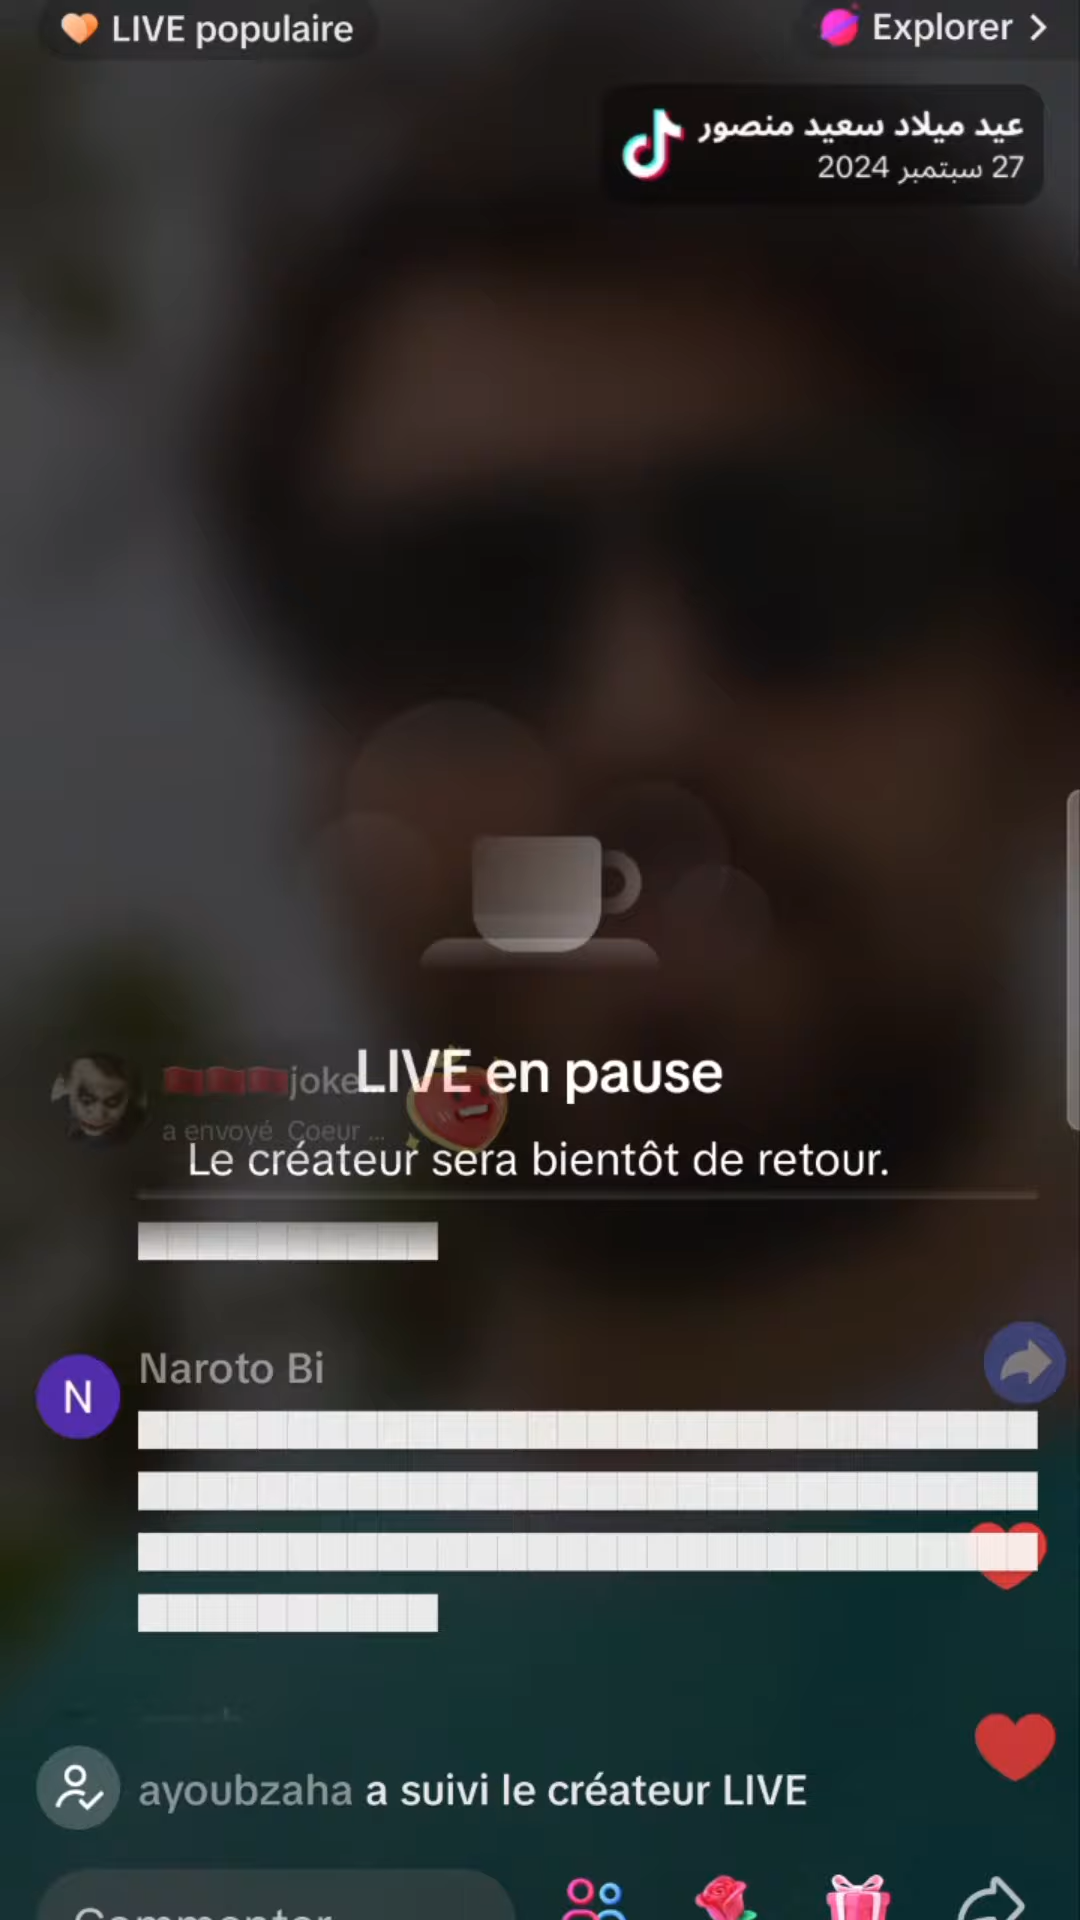 LIVE populaire
Explorer
عيد ميلاد سعيد منصور
27 سبتمبر 2024
joke...
LIVE en pause
a envoyé Coeur ...
Le créateur sera bientôt de retour.
Naroto Bi
N
ayoubzaha a suivi le créateur LIVE
Commenter